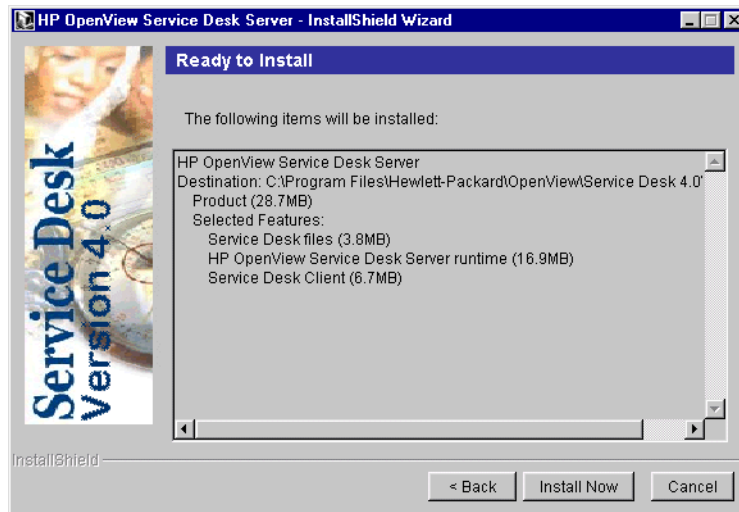 HP OpenView Service Desk Server - InstallShield Wizard
Service Desk
Version 4.0
Ready to Install
The following items will be installed:
HP OpenView Service Desk Server
Destination: C:\Program Files\Hewlett-Packard\OpenView\Service Desk 4.0
Product (28.7MB)
Selected Features:
Service Desk files (3.8MB)
HP OpenView Service Desk Server runtime (16.9MB)
Service Desk Client (6.7MB)
InstallShield
< Back
Install Now
Cancel